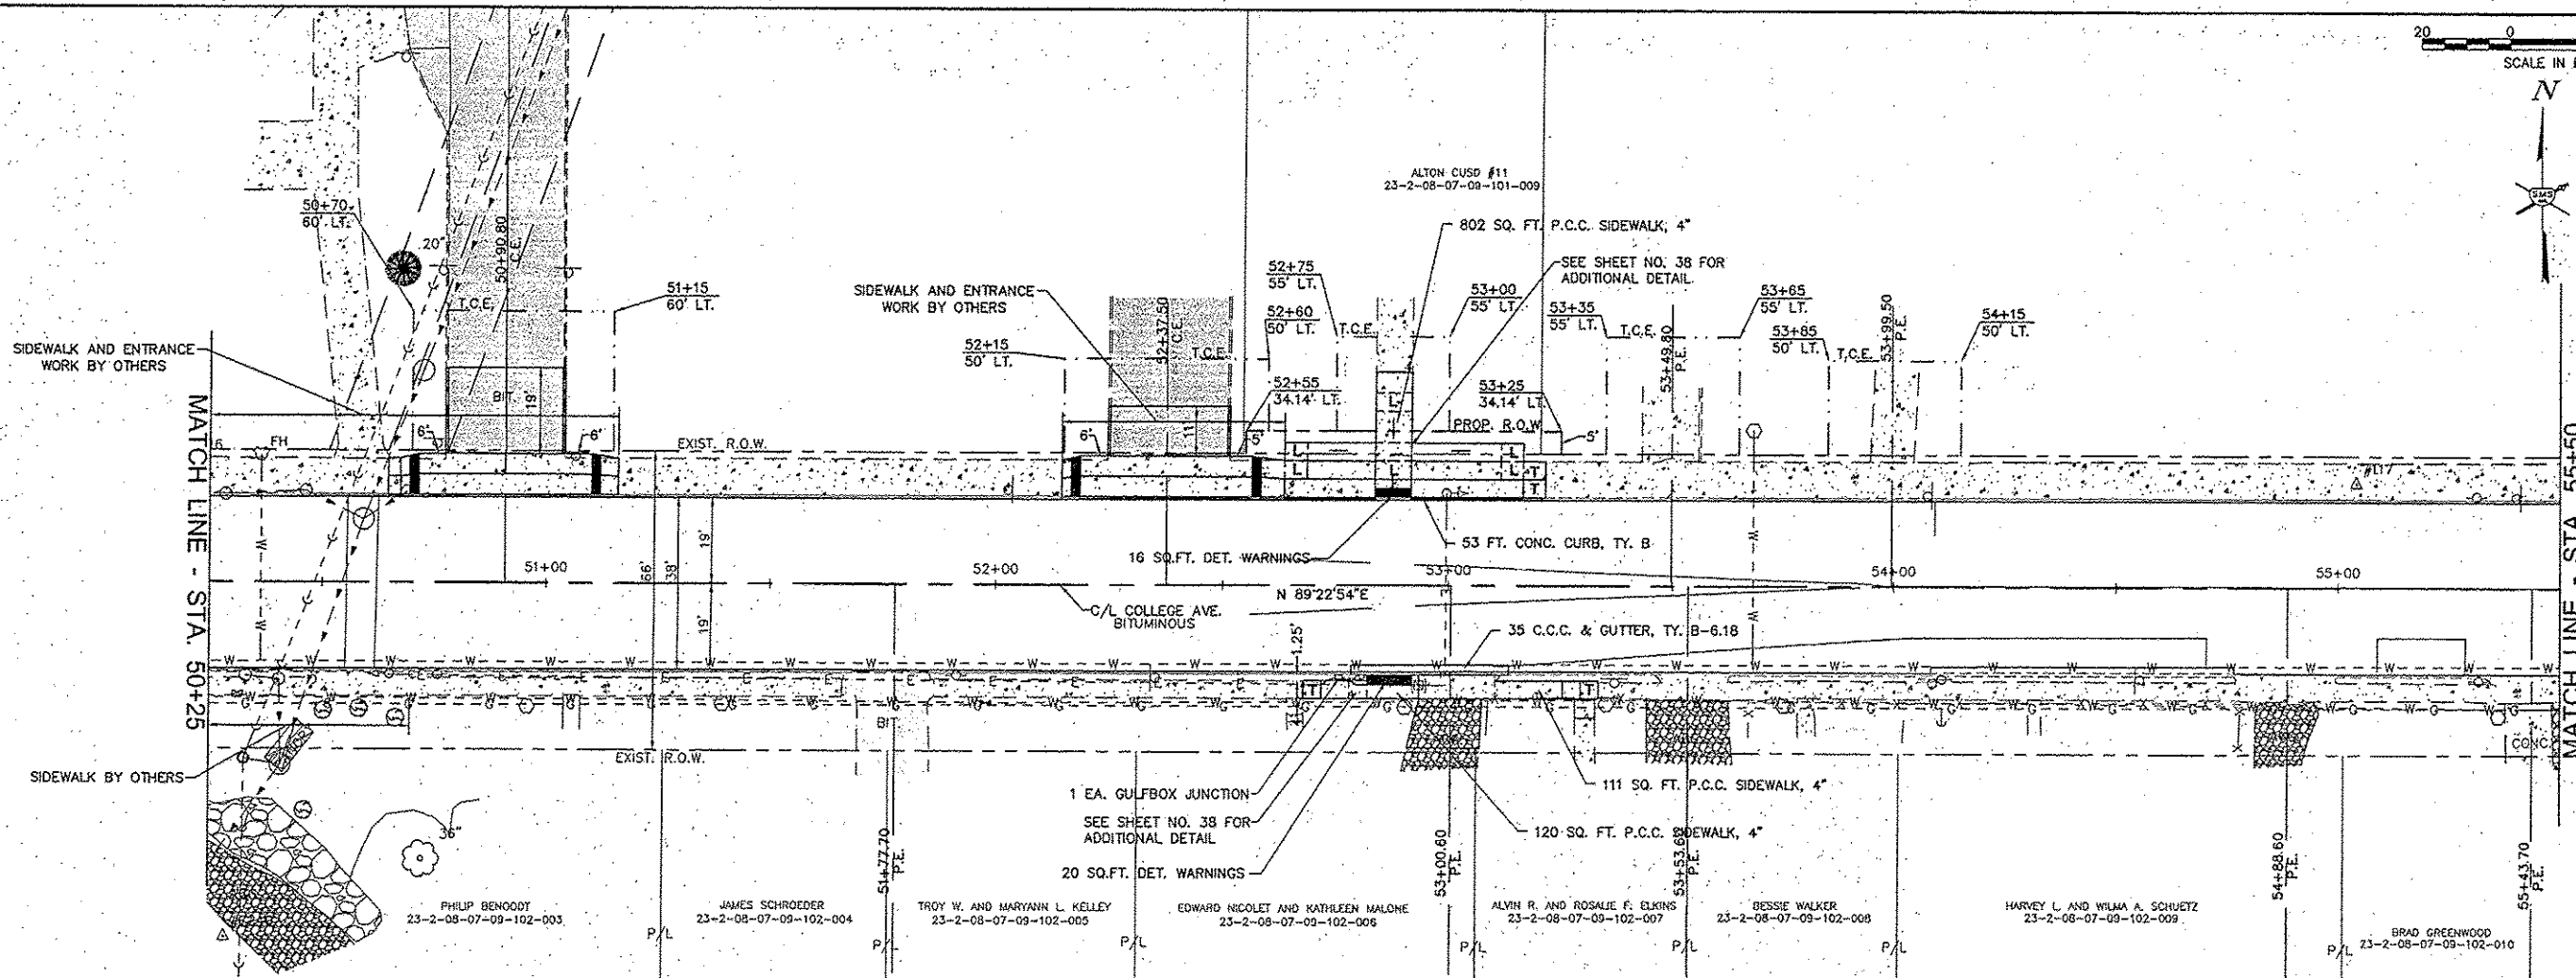 20 0
SCALE IN
N
SMS
ALTON CUSD #11
23-2-08-07-09-101-009
802 SQ. FT. P.C.C. SIDEWALK, 4"
SEE SHEET NO. 38 FOR
ADDITIONAL DETAIL
50+70
60' LT.
20"
50+90.80
C.E.
T.C.E.
51+15
60' LT.
SIDEWALK AND ENTRANCE
WORK BY OTHERS
SIDEWALK AND ENTRANCE
WORK BY OTHERS
52+15
50' LT.
52+37.50
C.E.
T.C.E.
52+60
50' LT.
52+75
55' LT.
T.C.E.
53+00
55' LT.
53+35
55' LT.
T.C.E.
53+49.80
P.E.
53+65
55' LT.
53+85
50' LT.
T.C.E.
53+99.50
P.E.
54+15
50' LT.
52+55
34.14' LT.
53+25
34.14' LT.
PROP. R.O.W.
BIT.
19'
6'
6'
FH
EXIST. R.O.W.
6'
11'
5'
5'
L L L L L T T
MATCH LINE - STA. 50+25
MATCH LINE - STA. 55+50
66'
38'
19'
19'
51+00
52+00
53+00
54+00
55+00
16 SQ.FT. DET. WARNINGS
53 FT. CONC. CURB, TY. B
N 89°22'54"E
C/L COLLEGE AVE.
BITUMINOUS
1.25'
35 C.C.C. & GUTTER, TY. B-6.18
BIT.
EXIST. R.O.W.
SIDEWALK BY OTHERS
36"
1 EA. GULFBOX JUNCTION
SEE SHEET NO. 38 FOR
ADDITIONAL DETAIL
20 SQ.FT. DET. WARNINGS
111 SQ. FT. P.C.C. SIDEWALK, 4"
120 SQ. FT. P.C.C. SIDEWALK, 4"
CONC.
51+77.70
P.E.
53+00.60
P.E.
P.E.
54+88.60
P.E.
55+43.70
P.E.
PHILIP BENOODT
23-2-08-07-09-102-003
JAMES SCHROEDER
23-2-08-07-09-102-004
TROY W. AND MARYANN L. KELLEY
23-2-08-07-09-102-005
EDWARD NICOLET AND KATHLEEN MALONE
23-2-08-07-09-102-006
ALVIN R. AND ROSALIE F. ELKINS
23-2-08-07-09-102-007
BESSIE WALKER
23-2-08-07-09-102-008
HARVEY L. AND WILMA A. SCHUETZ
23-2-08-07-09-102-009
BRAD GREENWOOD
23-2-08-07-09-102-010
P/L
P/L
P/L
P/L
P/L
P/L
P/L